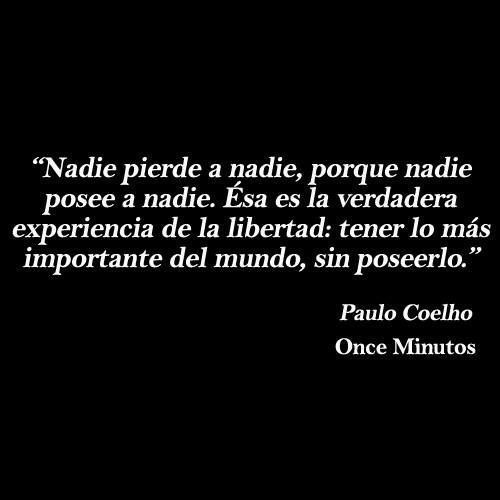 “Nadie pierde a nadie, porque nadie
posee a nadie. Ésa es la verdadera
experiencia de la libertad: tener lo más
importante del mundo, sin poseerlo.”
Paulo Coelho
Once Minutos